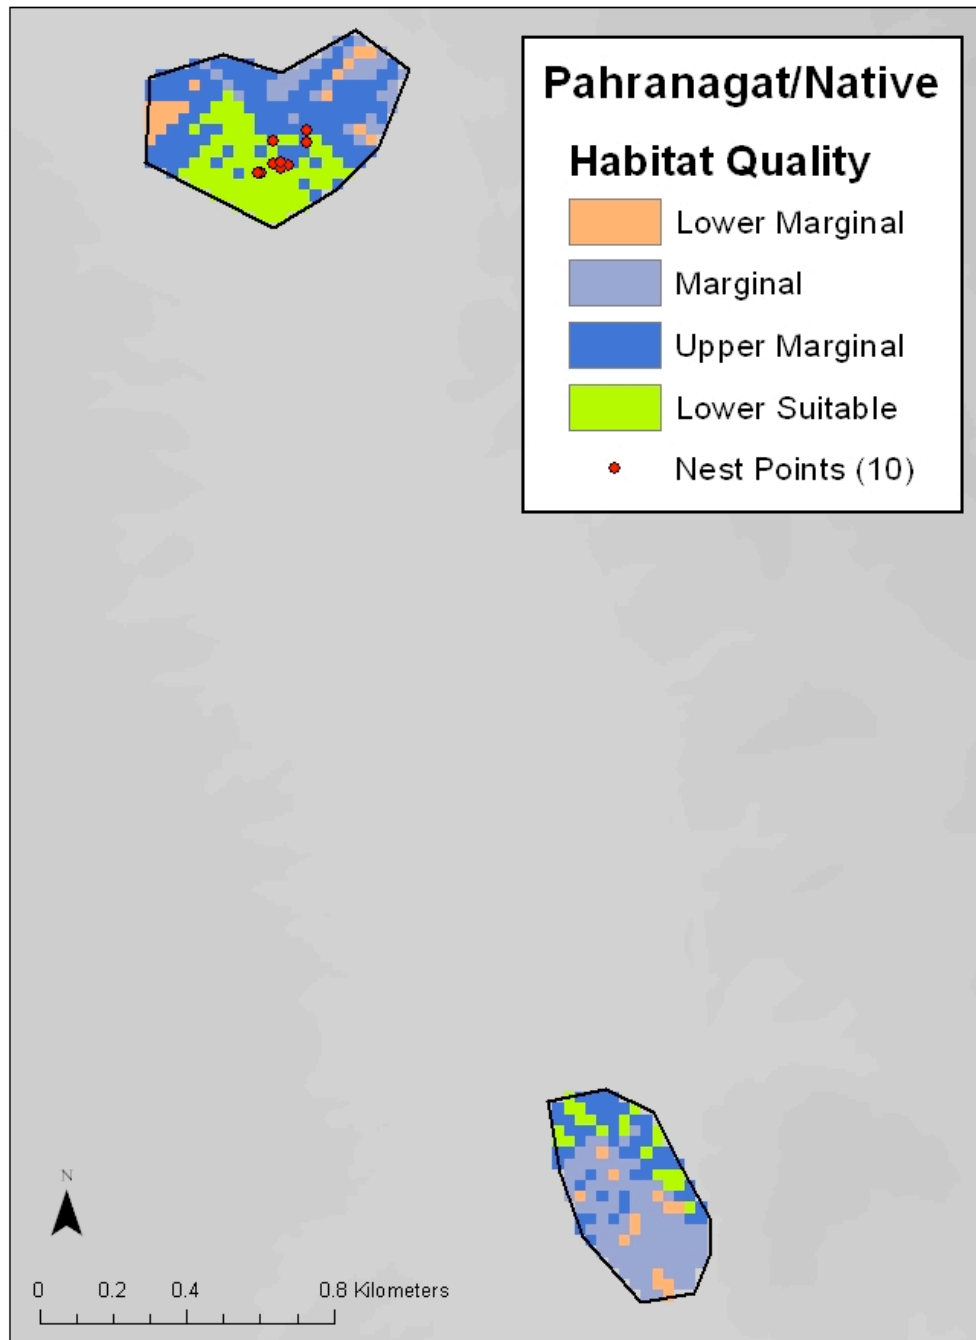 Pahranagat/Native
Habitat Quality
Lower Marginal
Marginal
Upper Marginal
Lower Suitable
Nest Points (10)
N
0 0.2 0.4 0.8 Kilometers